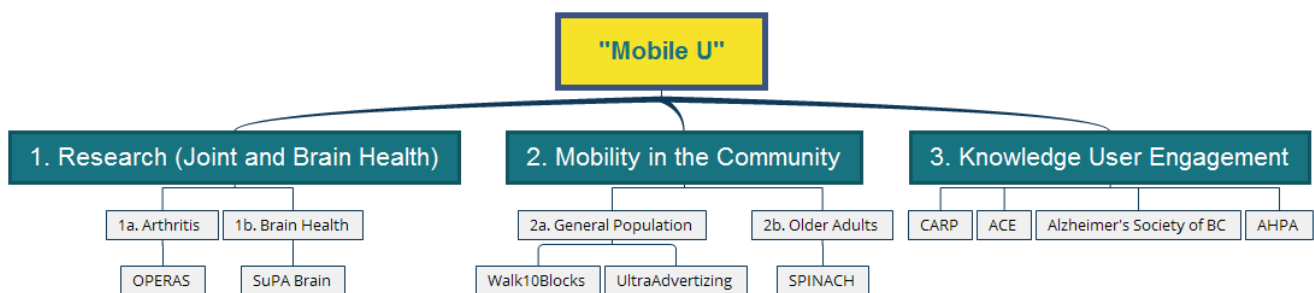 "Mobile U"
1. Research (Joint and Brain Health)
2. Mobility in the Community
3. Knowledge User Engagement
1a. Arthritis
1b. Brain Health
2a. General Population
2b. Older Adults
CARP
ACE
Alzheimer's Society of BC
AHPA
OPERAS
SuPA Brain
Walk10Blocks
UltraAdvertizing
SPINACH